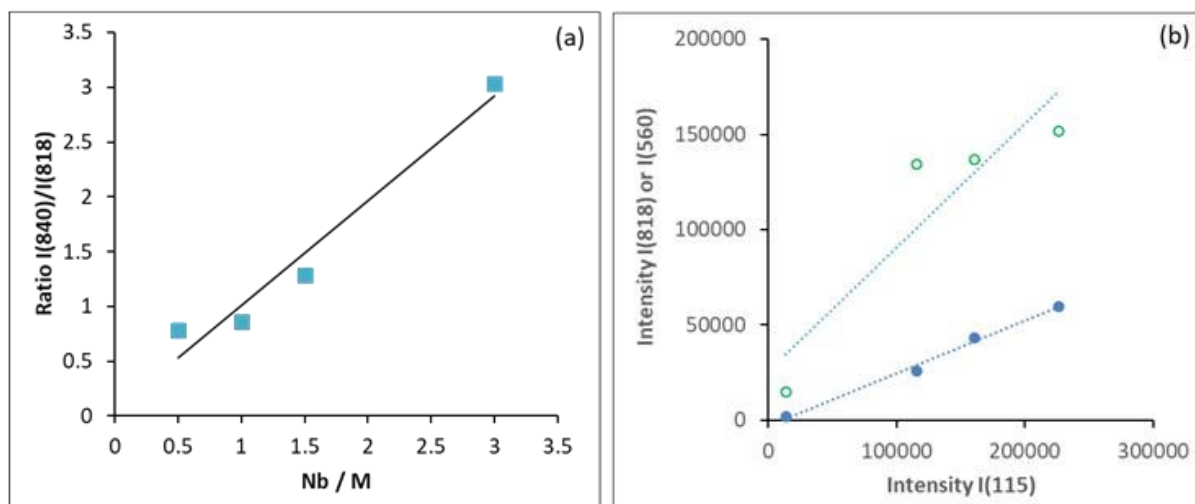 (a)
3.5
3
2.5
2
1.5
1
0.5
0
0 0.5 1 1.5 2 2.5 3 3.5
Ratio I(840)/I(818)
Nb / M
(b)
200000
150000
100000
50000
0
0 100000 200000 300000
Intensity I(818) or I(560)
Intensity I(115)